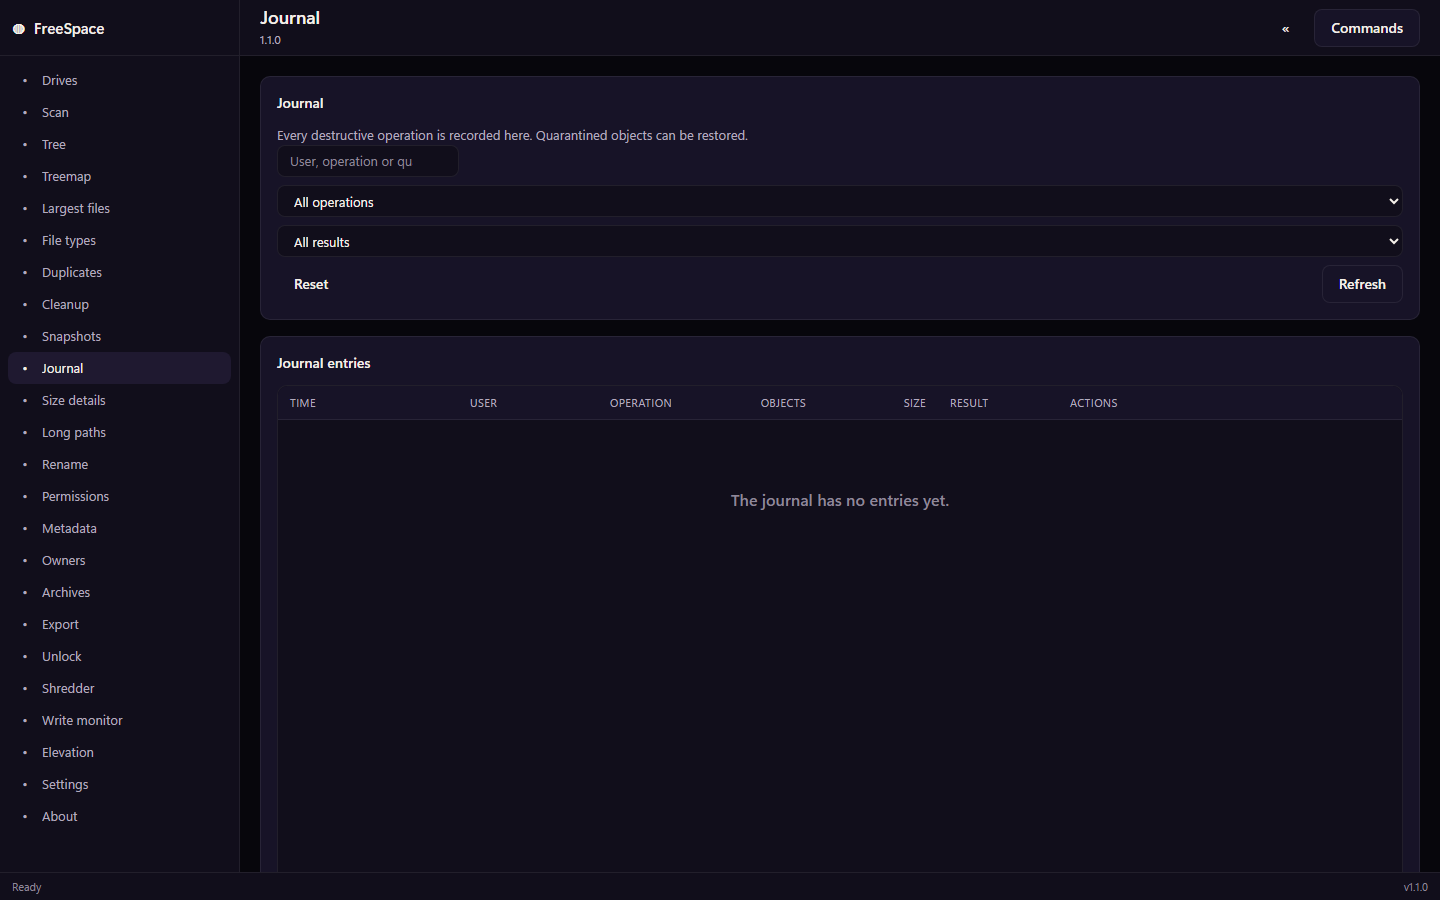 FreeSpace
Journal
1.1.0
«
Commands
• Drives
• Scan
• Tree
• Treemap
• Largest files
• File types
• Duplicates
• Cleanup
• Snapshots
• Journal
• Size details
• Long paths
• Rename
• Permissions
• Metadata
• Owners
• Archives
• Export
• Unlock
• Shredder
• Write monitor
• Elevation
• Settings
• About
Journal
Every destructive operation is recorded here. Quarantined objects can be restored.
User, operation or qu
All operations
All results
Reset
Refresh
Journal entries
TIME USER OPERATION OBJECTS SIZE RESULT ACTIONS
The journal has no entries yet.
Ready
v1.1.0